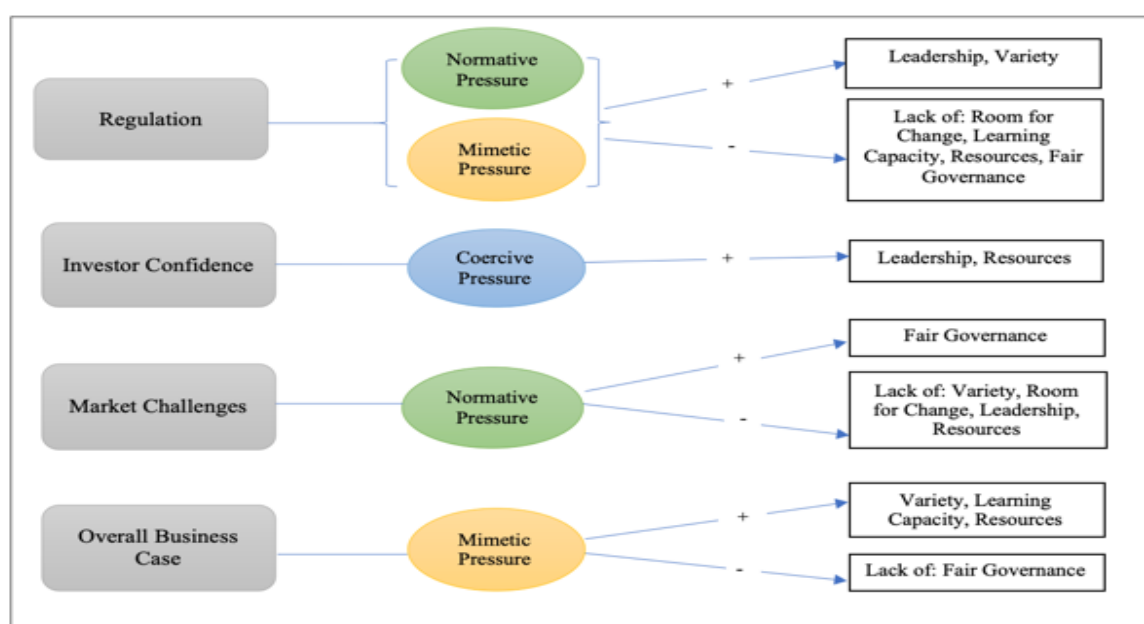 Regulation
Normative
Pressure
Mimetic
Pressure
+
Leadership, Variety
-
Lack of: Room for
Change, Learning
Capacity, Resources, Fair
Governance
Investor Confidence
Coercive
Pressure
+
Leadership, Resources
Market Challenges
Normative
Pressure
+
Fair Governance
-
Lack of: Variety, Room
for Change, Leadership,
Resources
Overall Business
Case
Mimetic
Pressure
+
Variety, Learning
Capacity, Resources
-
Lack of: Fair Governance